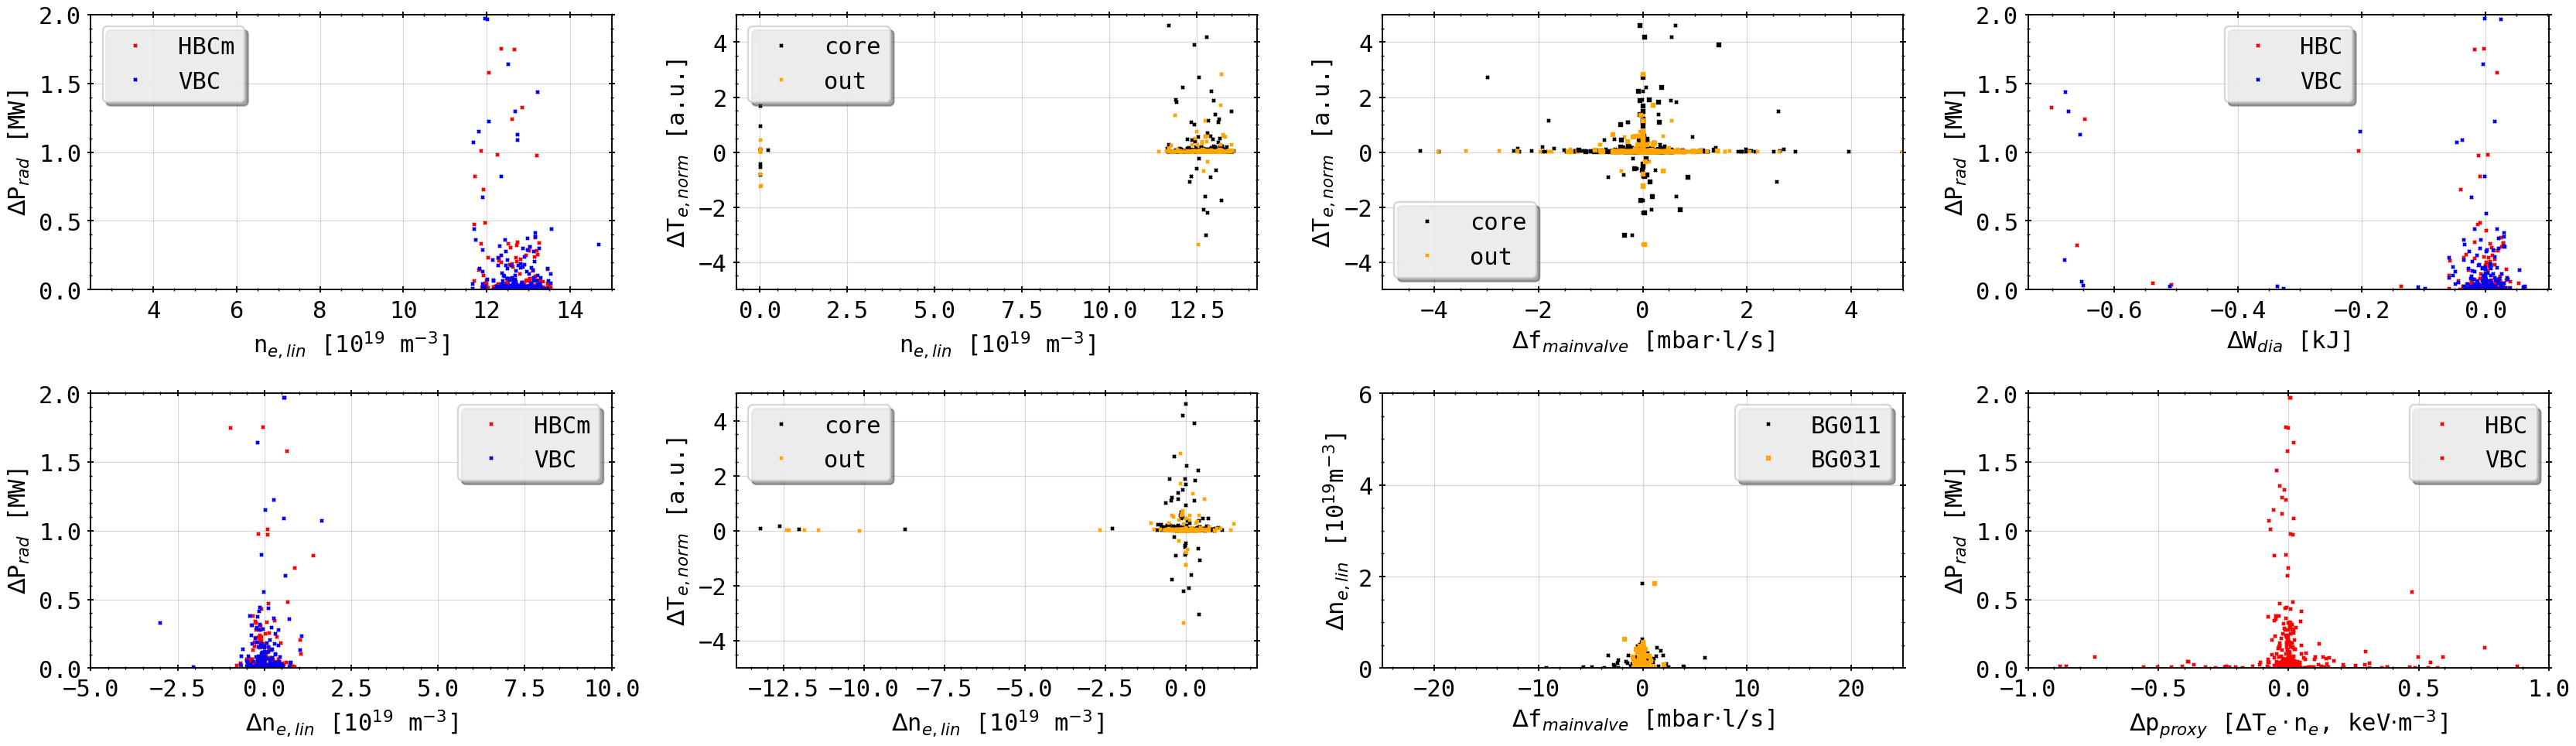 2.0
1.5
1.0
0.5
0.0
ΔP_rad [MW]
HBCm
VBC
4 6 8 10 12 14
n_e,lin [10^19 m^−3]
4
2
0
−2
−4
ΔT_e,norm [a.u.]
core
out
0.0 2.5 5.0 7.5 10.0 12.5
n_e,lin [10^19 m^−3]
4
2
0
−2
−4
ΔT_e,norm [a.u.]
core
out
−4 −2 0 2 4
Δf_mainvalve [mbar·l/s]
2.0
1.5
1.0
0.5
0.0
ΔP_rad [MW]
HBC
VBC
−0.6 −0.4 −0.2 0.0
ΔW_dia [kJ]
2.0
1.5
1.0
0.5
0.0
ΔP_rad [MW]
HBCm
VBC
−5.0 −2.5 0.0 2.5 5.0 7.5 10.0
Δn_e,lin [10^19 m^−3]
4
2
0
−2
−4
ΔT_e,norm [a.u.]
core
out
−12.5 −10.0 −7.5 −5.0 −2.5 0.0
Δn_e,lin [10^19 m^−3]
6
4
2
0
Δn_e,lin [10^19m^−3]
BG011
BG031
−20 −10 0 10 20
Δf_mainvalve [mbar·l/s]
2.0
1.5
1.0
0.5
0.0
ΔP_rad [MW]
HBC
VBC
−1.0 −0.5 0.0 0.5 1.0
Δp_proxy [ΔT_e·n_e, keV·m^−3]